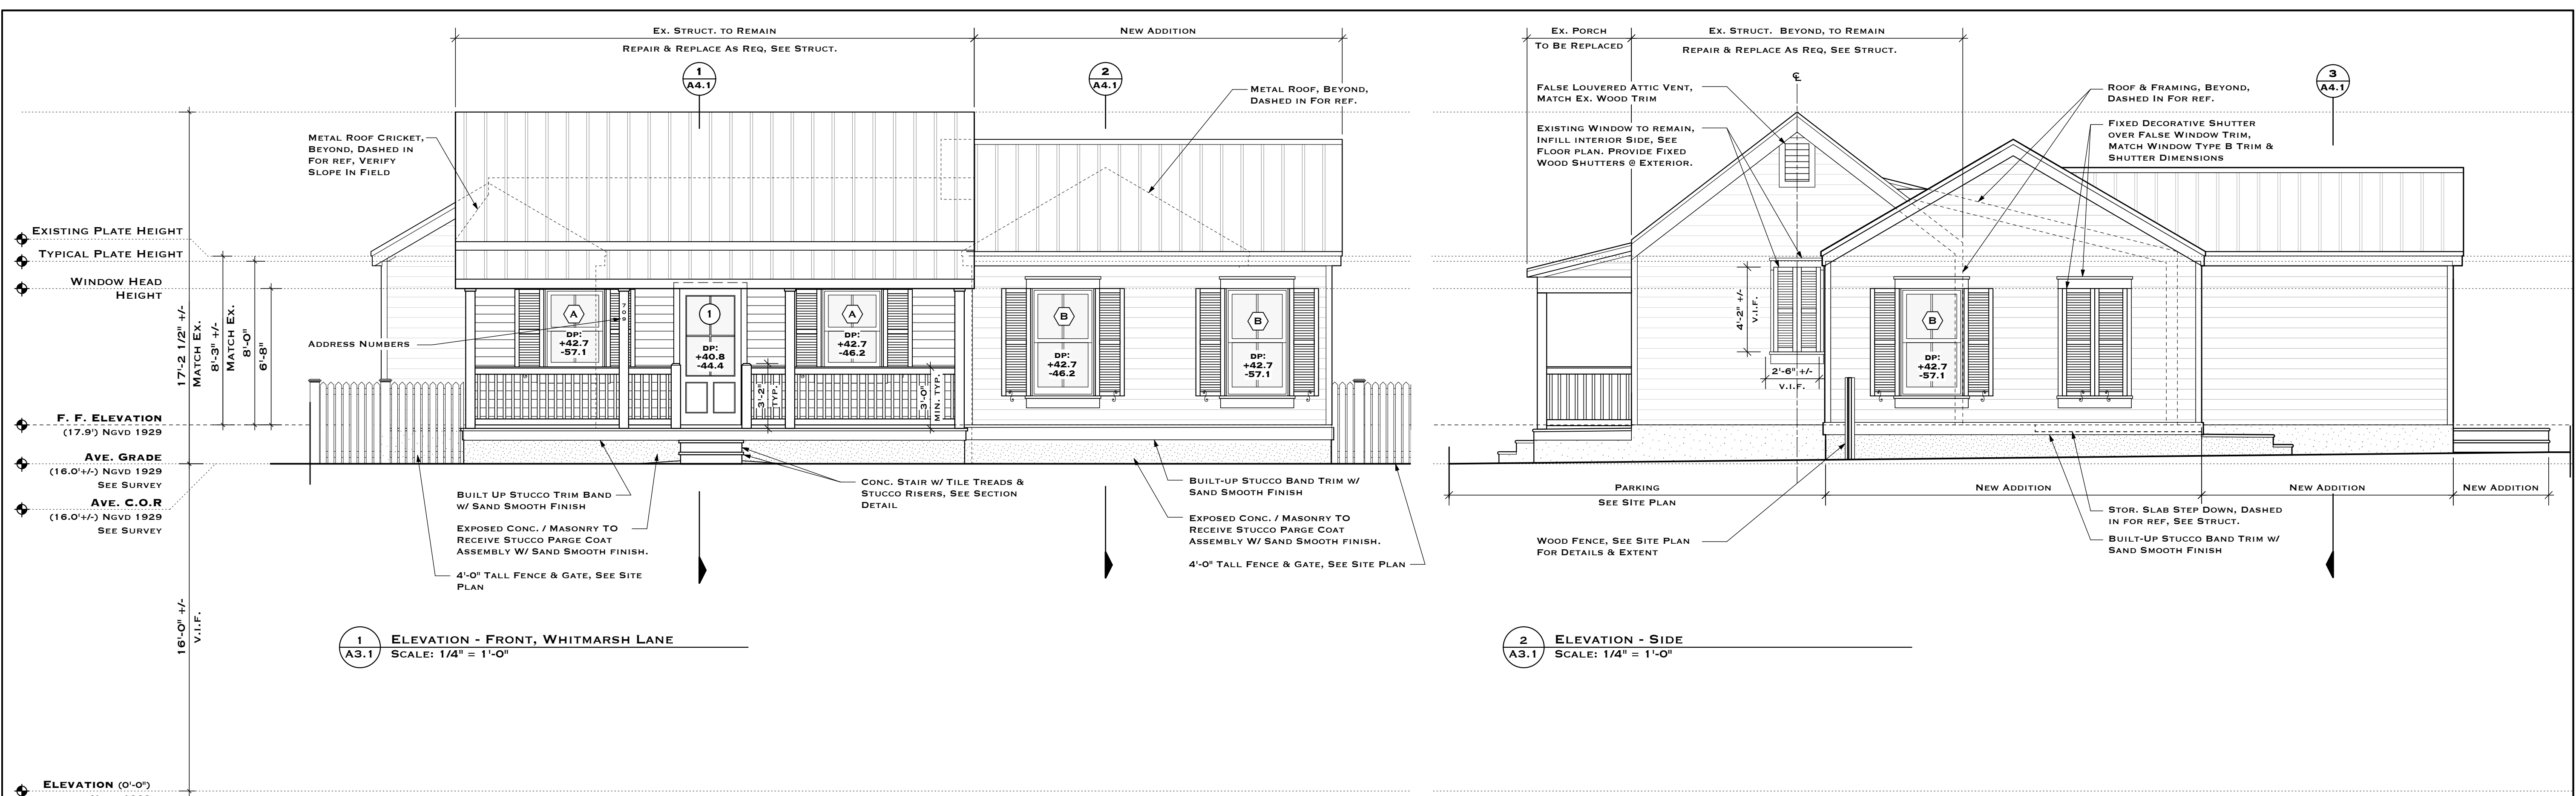 Ex. Struct. to Remain
Repair & Replace As Req, See Struct.
New Addition
1
A4.1
2
A4.1
Metal Roof, Beyond,
Dashed in For ref.
Metal Roof Cricket,
Beyond, Dashed in
For ref, Verify
Slope In Field
Existing Plate Height
Typical Plate Height
Window Head
Height
F. F. Elevation
(17.9') NGVD 1929
Ave. Grade
(16.0'+/-) NGVD 1929
See Survey
Ave. C.O.R
(16.0'+/-) NGVD 1929
See Survey
Elevation (0'-0")
17'-2 1/2" +/-
Match Ex.
8'-3" +/-
Match Ex.
8'-0"
6'-8"
16'-0" +/-
V.I.F.
Address Numbers
709
A
DP:
+42.7
-57.1
1
DP:
+40.8
-44.4
A
DP:
+42.7
-46.2
3'-2"
TYP.
3'-0"
MIN. TYP.
B
DP:
+42.7
-46.2
B
DP:
+42.7
-57.1
Built Up Stucco Trim Band
w/ Sand Smooth Finish
Exposed Conc. / Masonry TO
Receive Stucco Parge Coat
Assembly W/ Sand Smooth finish.
4'-0" Tall Fence & Gate, See Site
Plan
Conc. Stair w/ Tile Treads &
Stucco Risers, See Section
Detail
Built-up Stucco Band Trim w/
Sand Smooth Finish
Exposed Conc. / Masonry TO
Receive Stucco Parge Coat
Assembly W/ Sand Smooth finish.
4'-0" Tall Fence & Gate, See Site Plan
1
A3.1
Elevation - Front, Whitmarsh Lane
Scale: 1/4" = 1'-0"
Ex. Porch
To Be Replaced
Ex. Struct. Beyond, to Remain
Repair & Replace As Req, See Struct.
3
A4.1
CL
False Louvered Attic Vent,
Match Ex. Wood Trim
Existing Window to remain,
Infill interior Side, See
Floor plan. Provide Fixed
Wood Shutters @ Exterior.
Roof & Framing, Beyond,
Dashed In For ref.
Fixed Decorative Shutter
over False Window Trim,
Match Window Type B Trim &
Shutter Dimensions
4'-2" +/-
V.I.F.
2'-6" +/-
V.I.F.
B
DP:
+42.7
-57.1
Parking
See Site Plan
New Addition
New Addition
New Addition
Wood Fence, See Site Plan
For Details & Extent
Stor. Slab Step Down, Dashed
in for ref, See Struct.
Built-Up Stucco Band Trim w/
Sand Smooth Finish
2
A3.1
Elevation - Side
Scale: 1/4" = 1'-0"